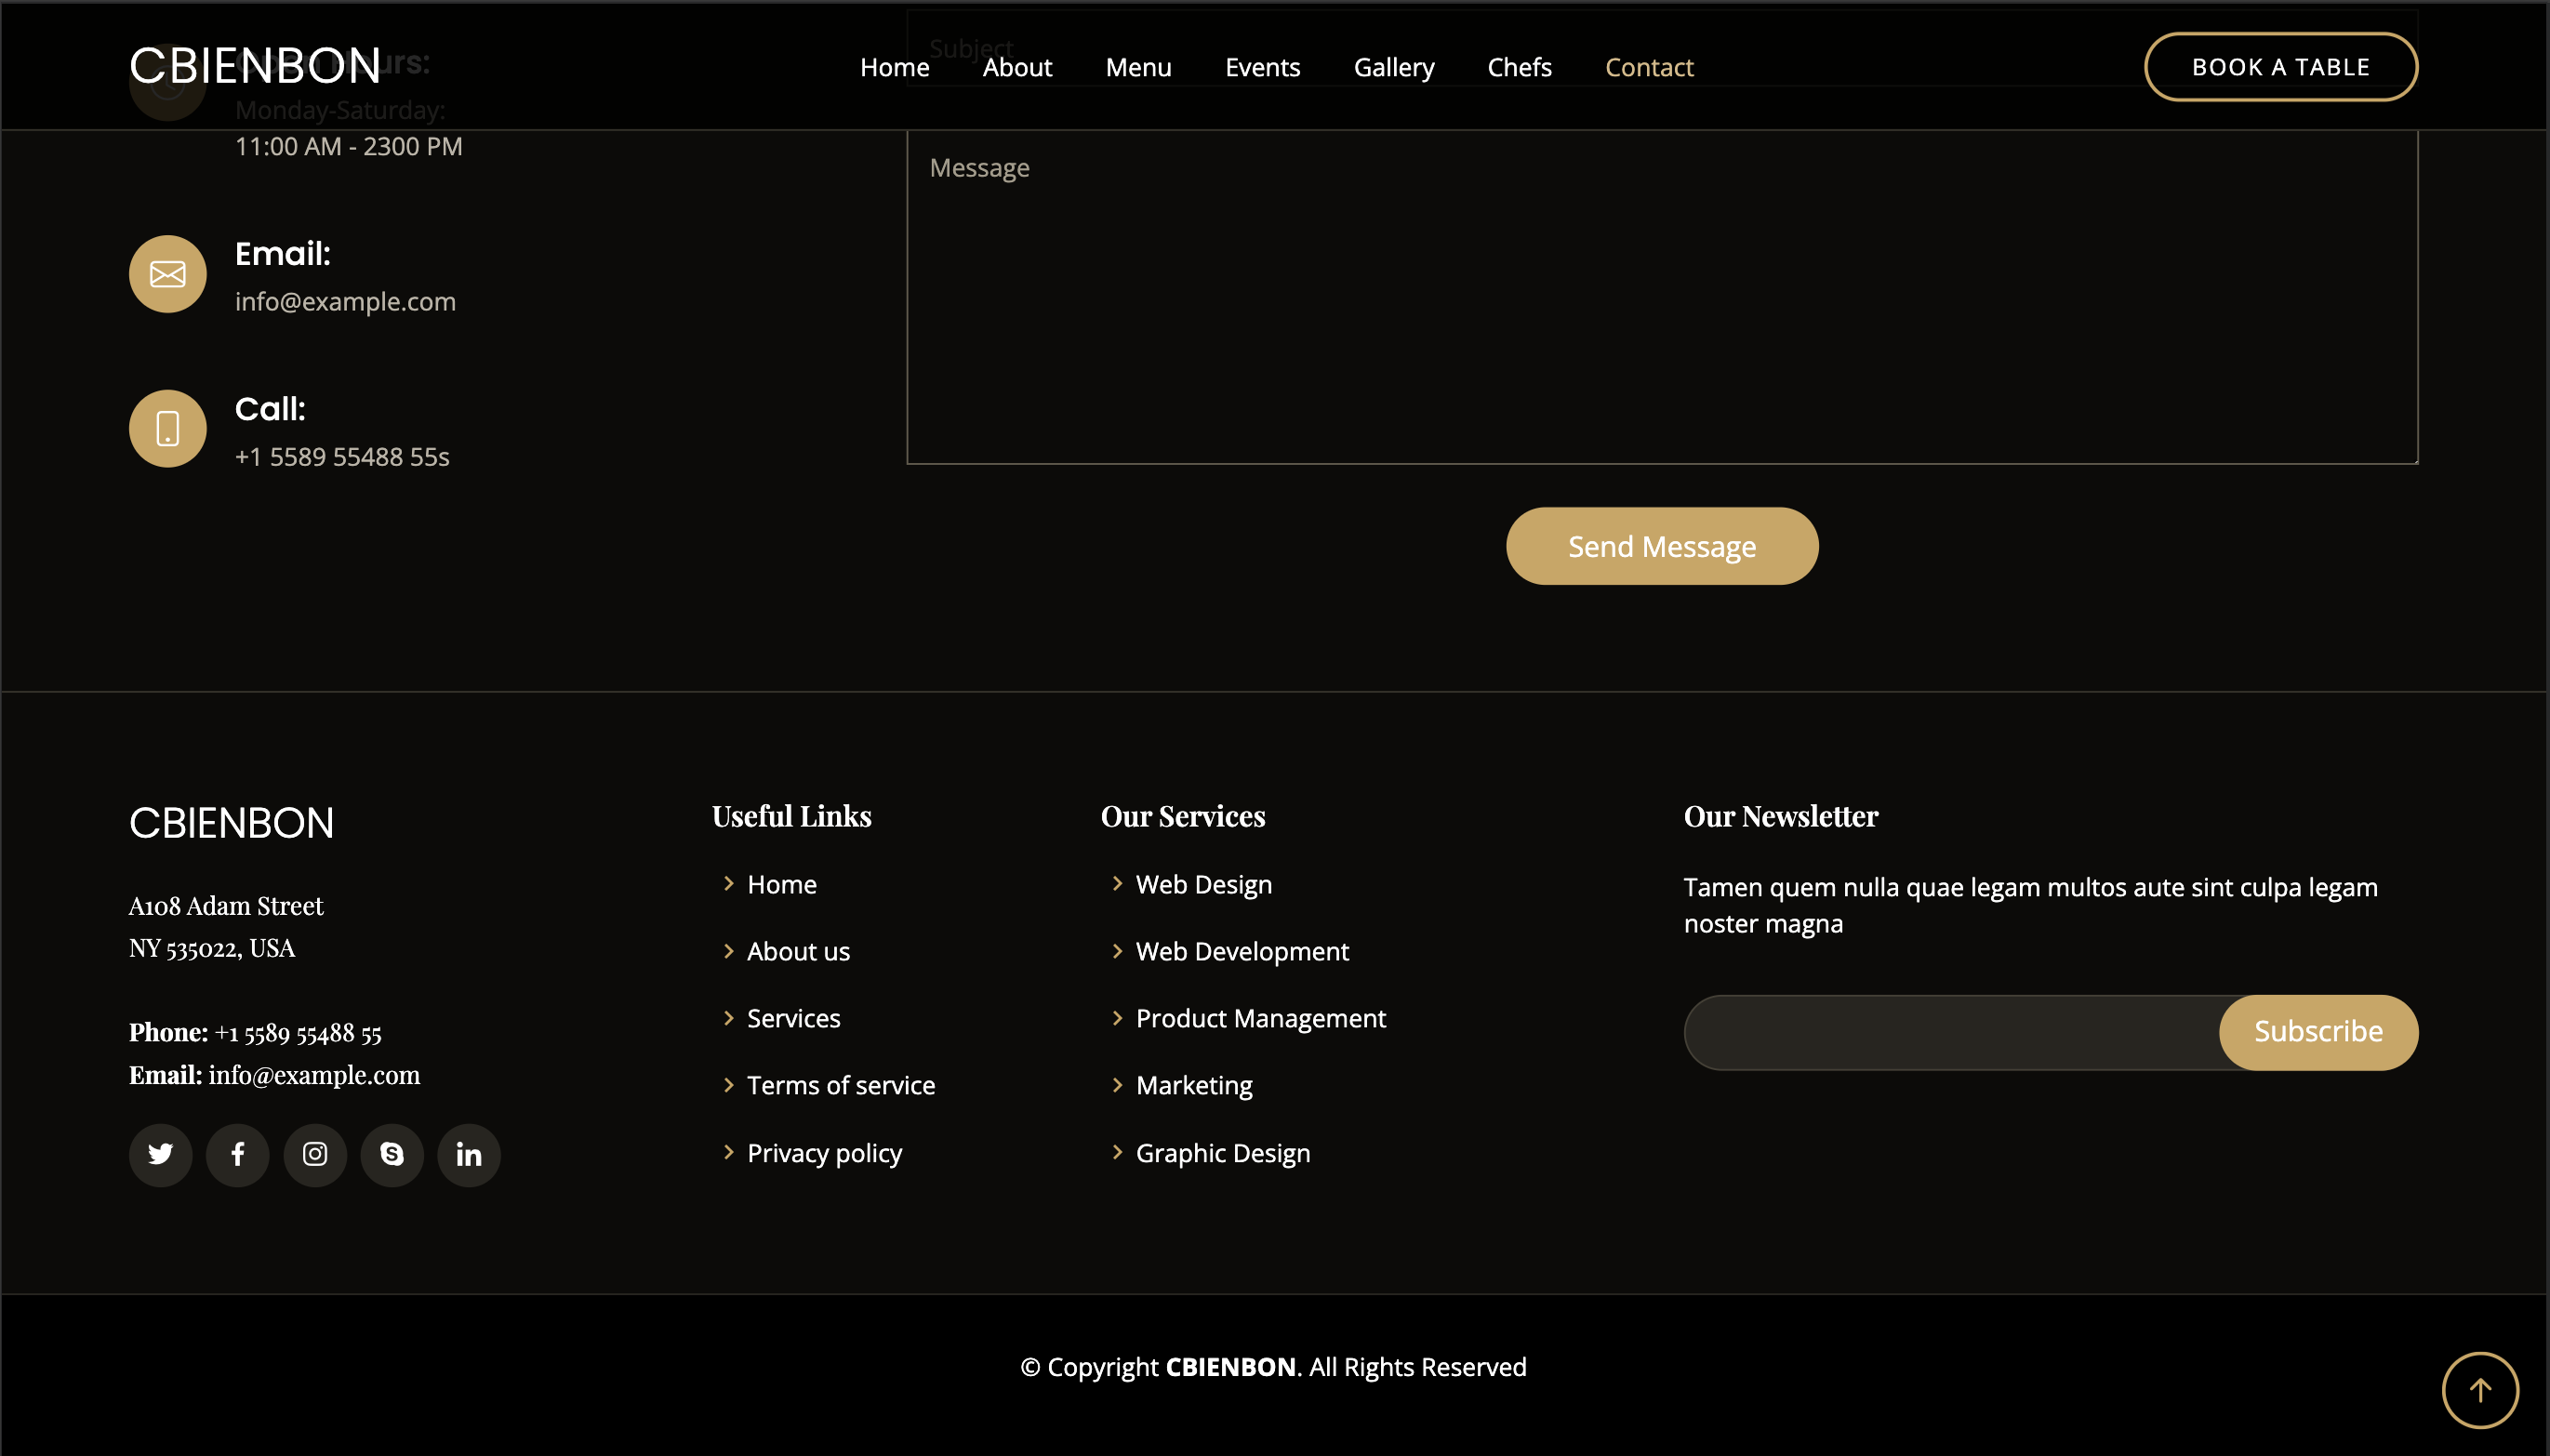 CBIENBON
Home About Menu Events Gallery Chefs Contact
BOOK A TABLE
Subject
Monday-Saturday:
11:00 AM - 2300 PM
Email:
info@example.com
Call:
+1 5589 55488 55s
Message
Send Message
CBIENBON
A108 Adam Street
NY 535022, USA
Phone: +1 5589 55488 55
Email: info@example.com
Useful Links
Home
About us
Services
Terms of service
Privacy policy
Our Services
Web Design
Web Development
Product Management
Marketing
Graphic Design
Our Newsletter
Tamen quem nulla quae legam multos aute sint culpa legam
noster magna
Subscribe
© Copyright CBIENBON. All Rights Reserved